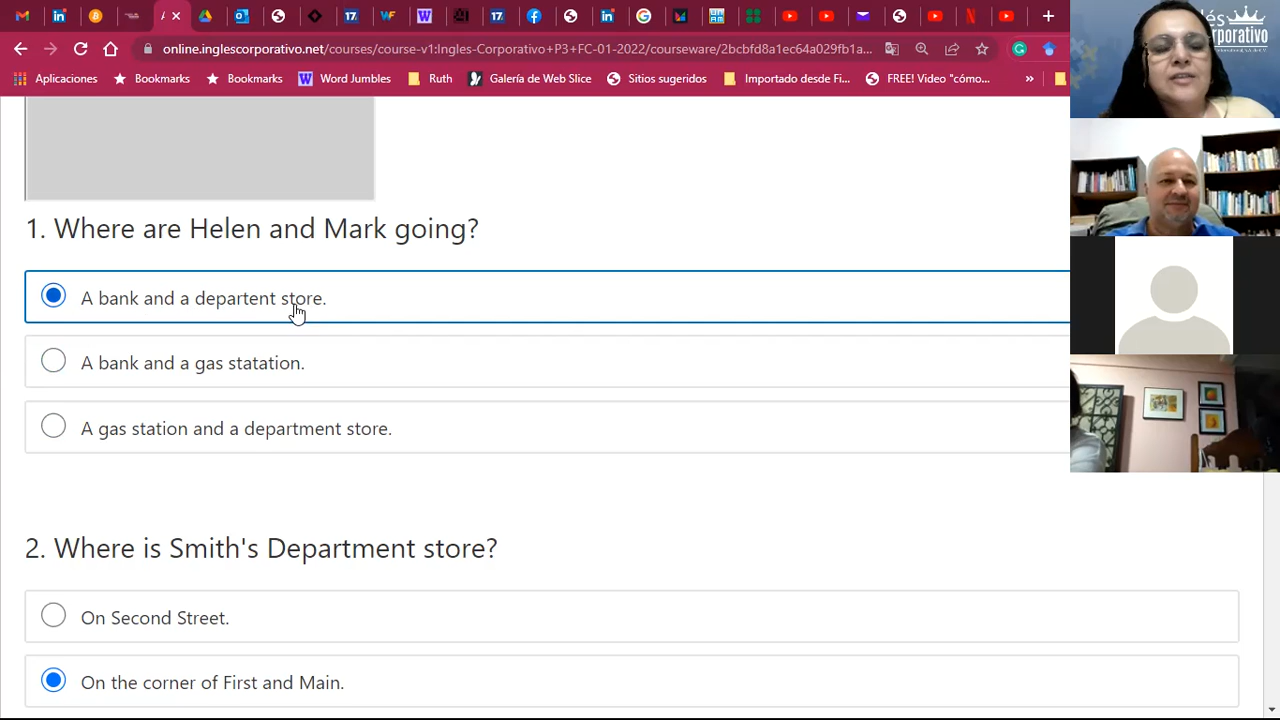 online.inglescorporativo.net/courses/course-v1:Ingles-Corporativo+P3+FC-01-2022/courseware/2bcbfd8a1ec64a029fb1a...
Aplicaciones Bookmarks Bookmarks Word Jumbles Ruth Galería de Web Slice Sitios sugeridos Importado desde Fi... FREE! Video "cómo... »
1. Where are Helen and Mark going?
A bank and a departent store.
A bank and a gas statation.
A gas station and a department store.
2. Where is Smith's Department store?
On Second Street.
On the corner of First and Main.